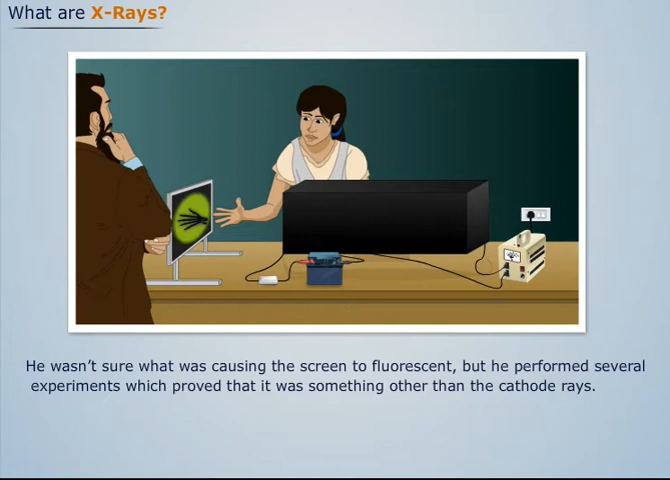 What are X-Rays?
He wasn't sure what was causing the screen to fluorescent, but he performed several
experiments which proved that it was something other than the cathode rays.